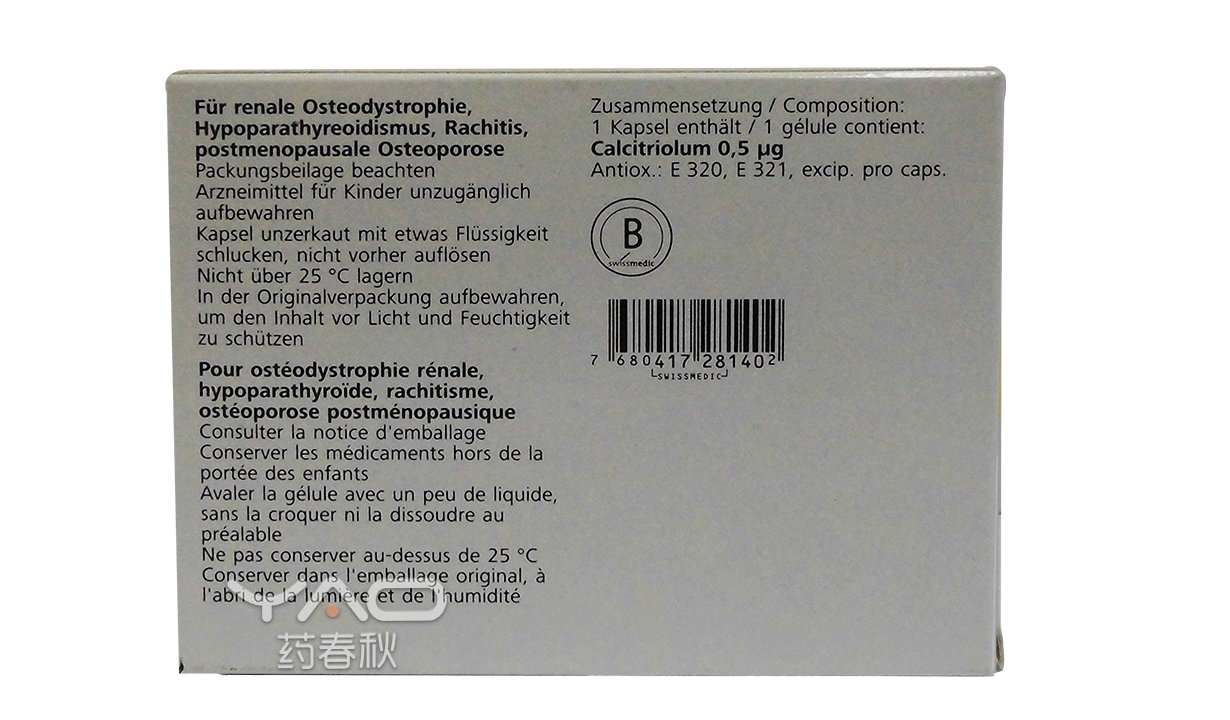 Für renale Osteodystrophie,
Hypoparathyreoidismus, Rachitis,
postmenopausale Osteoporose
Packungsbeilage beachten
Arzneimittel für Kinder unzugänglich
aufbewahren
Kapsel unzerkaut mit etwas Flüssigkeit
schlucken, nicht vorher auflösen
Nicht über 25 °C lagern
In der Originalverpackung aufbewahren,
um den Inhalt vor Licht und Feuchtigkeit
zu schützen
Pour ostéodystrophie rénale,
hypoparathyroïde, rachitisme,
ostéoporose postménopausique
Consulter la notice d'emballage
Conserver les médicaments hors de la
portée des enfants
Avaler la gélule avec un peu de liquide,
sans la croquer ni la dissoudre au
préalable
Ne pas conserver au-dessus de 25 °C
Conserver dans l'emballage original, à
l'abri de la lumière et de l'humidité
Zusammensetzung / Composition:
1 Kapsel enthält / 1 gélule contient:
Calcitriolum 0,5 µg
Antiox.: E 320, E 321, excip. pro caps.
B
swissmedic
7 680417 281402
SWISSMEDIC
YAO
药春秋